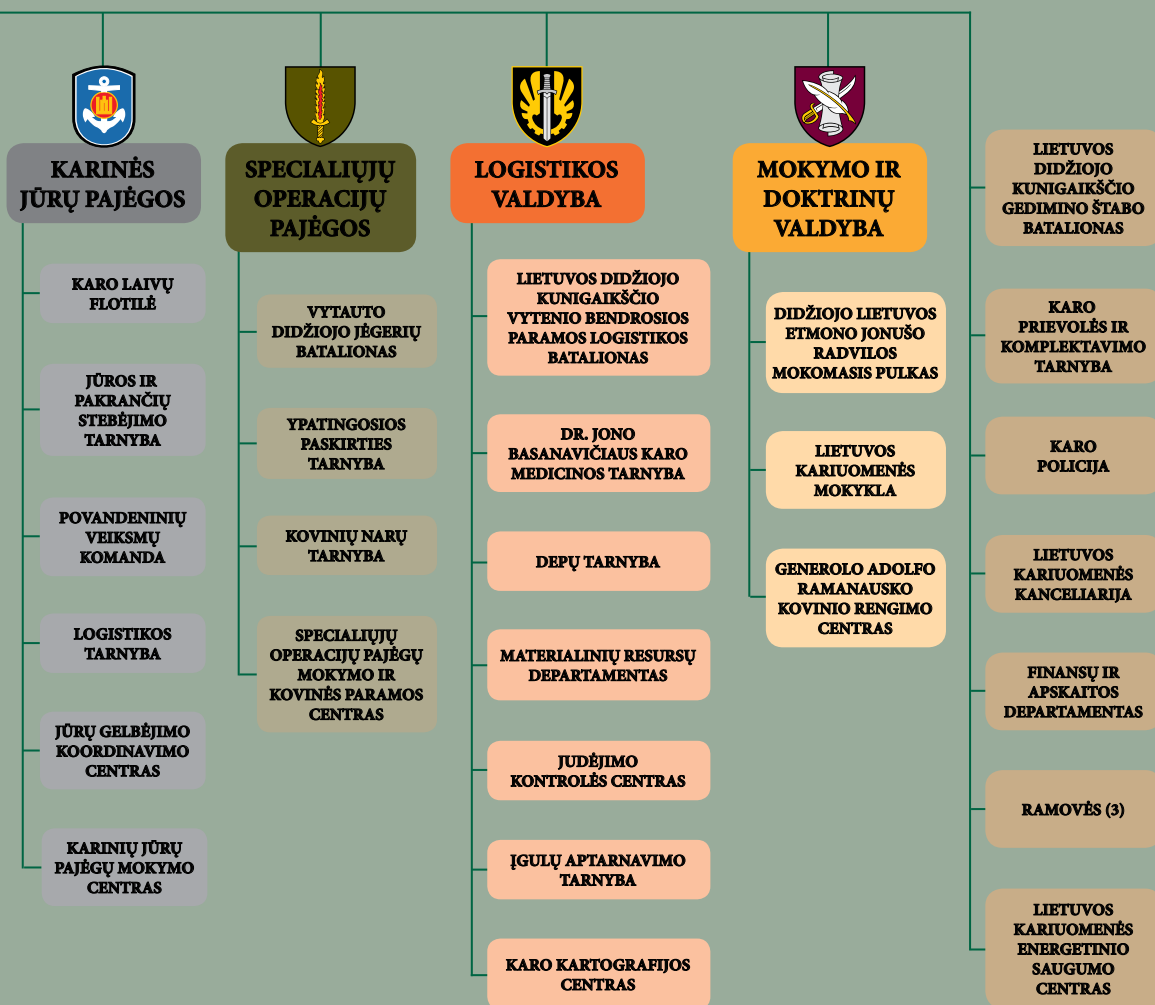 KARINĖS
JŪRŲ PAJĖGOS
KARO LAIVŲ
FLOTILĖ
JŪROS IR
PAKRANČIŲ
STEBĖJIMO
TARNYBA
POVANDENINIŲ
VEIKSMŲ
KOMANDA
LOGISTIKOS
TARNYBA
JŪRŲ GELBĖJIMO
KOORDINAVIMO
CENTRAS
KARINIŲ JŪRŲ
PAJĖGŲ MOKYMO
CENTRAS
SPECIALIŲJŲ
OPERACIJŲ
PAJĖGOS
VYTAUTO
DIDŽIOJO JĖGERIŲ
BATALIONAS
YPATINGOSIOS
PASKIRTIES
TARNYBA
KOVINIŲ NARŲ
TARNYBA
SPECIALIŲJŲ
OPERACIJŲ PAJĖGŲ
MOKYMO IR
KOVINĖS PARAMOS
CENTRAS
LOGISTIKOS
VALDYBA
LIETUVOS DIDŽIOJO
KUNIGAIKŠČIO
VYTENIO BENDROSIOS
PARAMOS LOGISTIKOS
BATALIONAS
DR. JONO
BASANAVIČIAUS KARO
MEDICINOS TARNYBA
DEPŲ TARNYBA
MATERIALINIŲ RESURSŲ
DEPARTAMENTAS
JUDĖJIMO
KONTROLĖS CENTRAS
ĮGULŲ APTARNAVIMO
TARNYBA
KARO KARTOGRAFIJOS
CENTRAS
MOKYMO IR
DOKTRINŲ
VALDYBA
DIDŽIOJO LIETUVOS
ETMONO JONUŠO
RADVILOS
MOKOMASIS PULKAS
LIETUVOS
KARIUOMENĖS
MOKYKLA
GENEROLO ADOLFO
RAMANAUSKO
KOVINIO RENGIMO
CENTRAS
LIETUVOS
DIDŽIOJO
KUNIGAIKŠČIO
GEDIMINO ŠTABO
BATALIONAS
KARO
PRIEVOLĖS IR
KOMPLEKTAVIMO
TARNYBA
KARO
POLICIJA
LIETUVOS
KARIUOMENĖS
KANCELIARIJA
FINANSŲ IR
APSKAITOS
DEPARTAMENTAS
RAMOVĖS (3)
LIETUVOS
KARIUOMENĖS
ENERGETINIO
SAUGUMO
CENTRAS